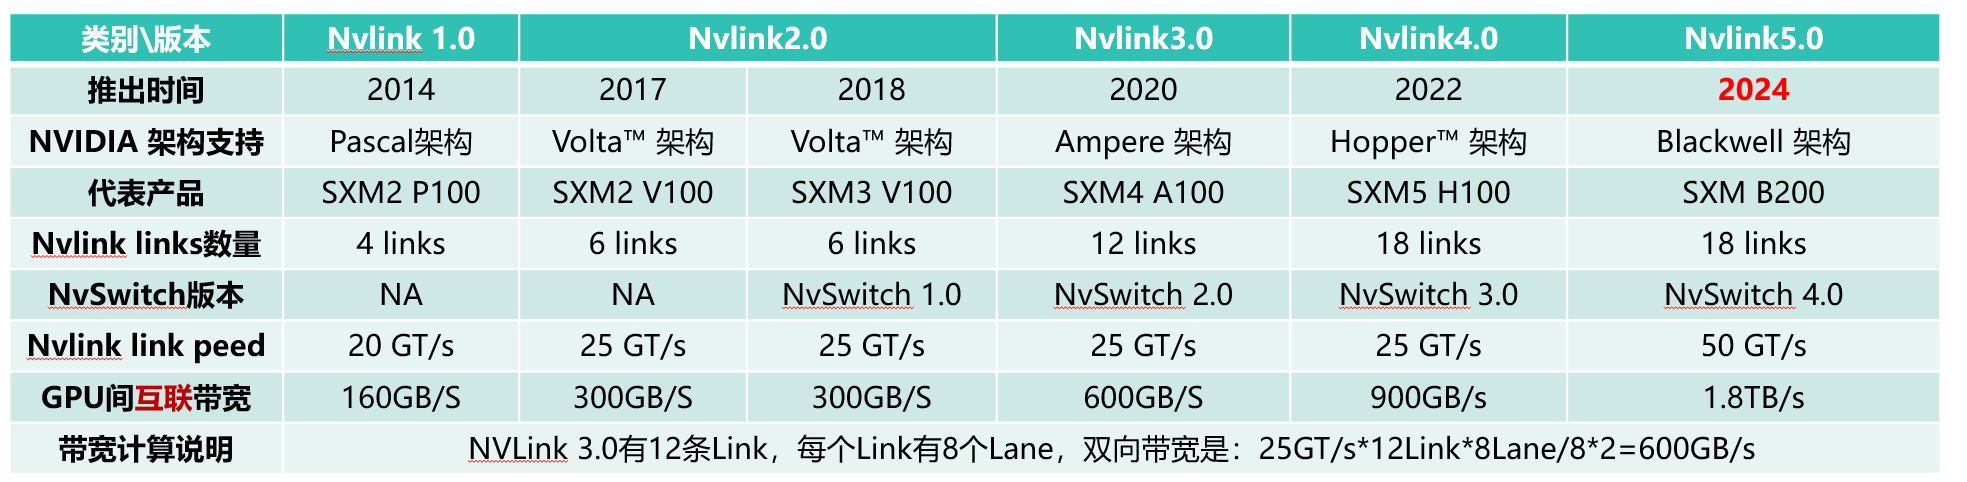 类别\版本 Nvlink 1.0 Nvlink2.0 Nvlink3.0 Nvlink4.0 Nvlink5.0
推出时间 2014 2017 2018 2020 2022 2024
NVIDIA 架构支持 Pascal架构 Volta™ 架构 Volta™ 架构 Ampere 架构 Hopper™ 架构 Blackwell 架构
代表产品 SXM2 P100 SXM2 V100 SXM3 V100 SXM4 A100 SXM5 H100 SXM B200
Nvlink links数量 4 links 6 links 6 links 12 links 18 links 18 links
NvSwitch版本 NA NA NvSwitch 1.0 NvSwitch 2.0 NvSwitch 3.0 NvSwitch 4.0
Nvlink link peed 20 GT/s 25 GT/s 25 GT/s 25 GT/s 25 GT/s 50 GT/s
GPU间互联带宽 160GB/S 300GB/S 300GB/S 600GB/S 900GB/s 1.8TB/s
带宽计算说明 NVLink 3.0有12条Link，每个Link有8个Lane，双向带宽是：25GT/s*12Link*8Lane/8*2=600GB/s